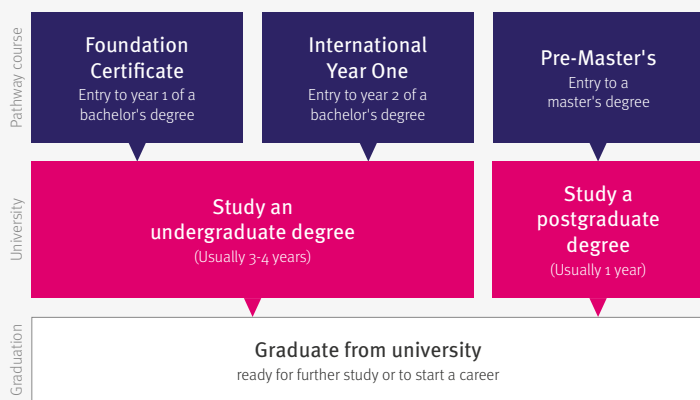 Pathway course
Foundation
Certificate
Entry to year 1 of a
bachelor's degree
International
Year One
Entry to year 2 of a
bachelor's degree
Pre-Master's
Entry to a
master's degree
University
Study an
undergraduate degree
(Usually 3-4 years)
Study a
postgraduate
degree
(Usually 1 year)
Graduation
Graduate from university
ready for further study or to start a career